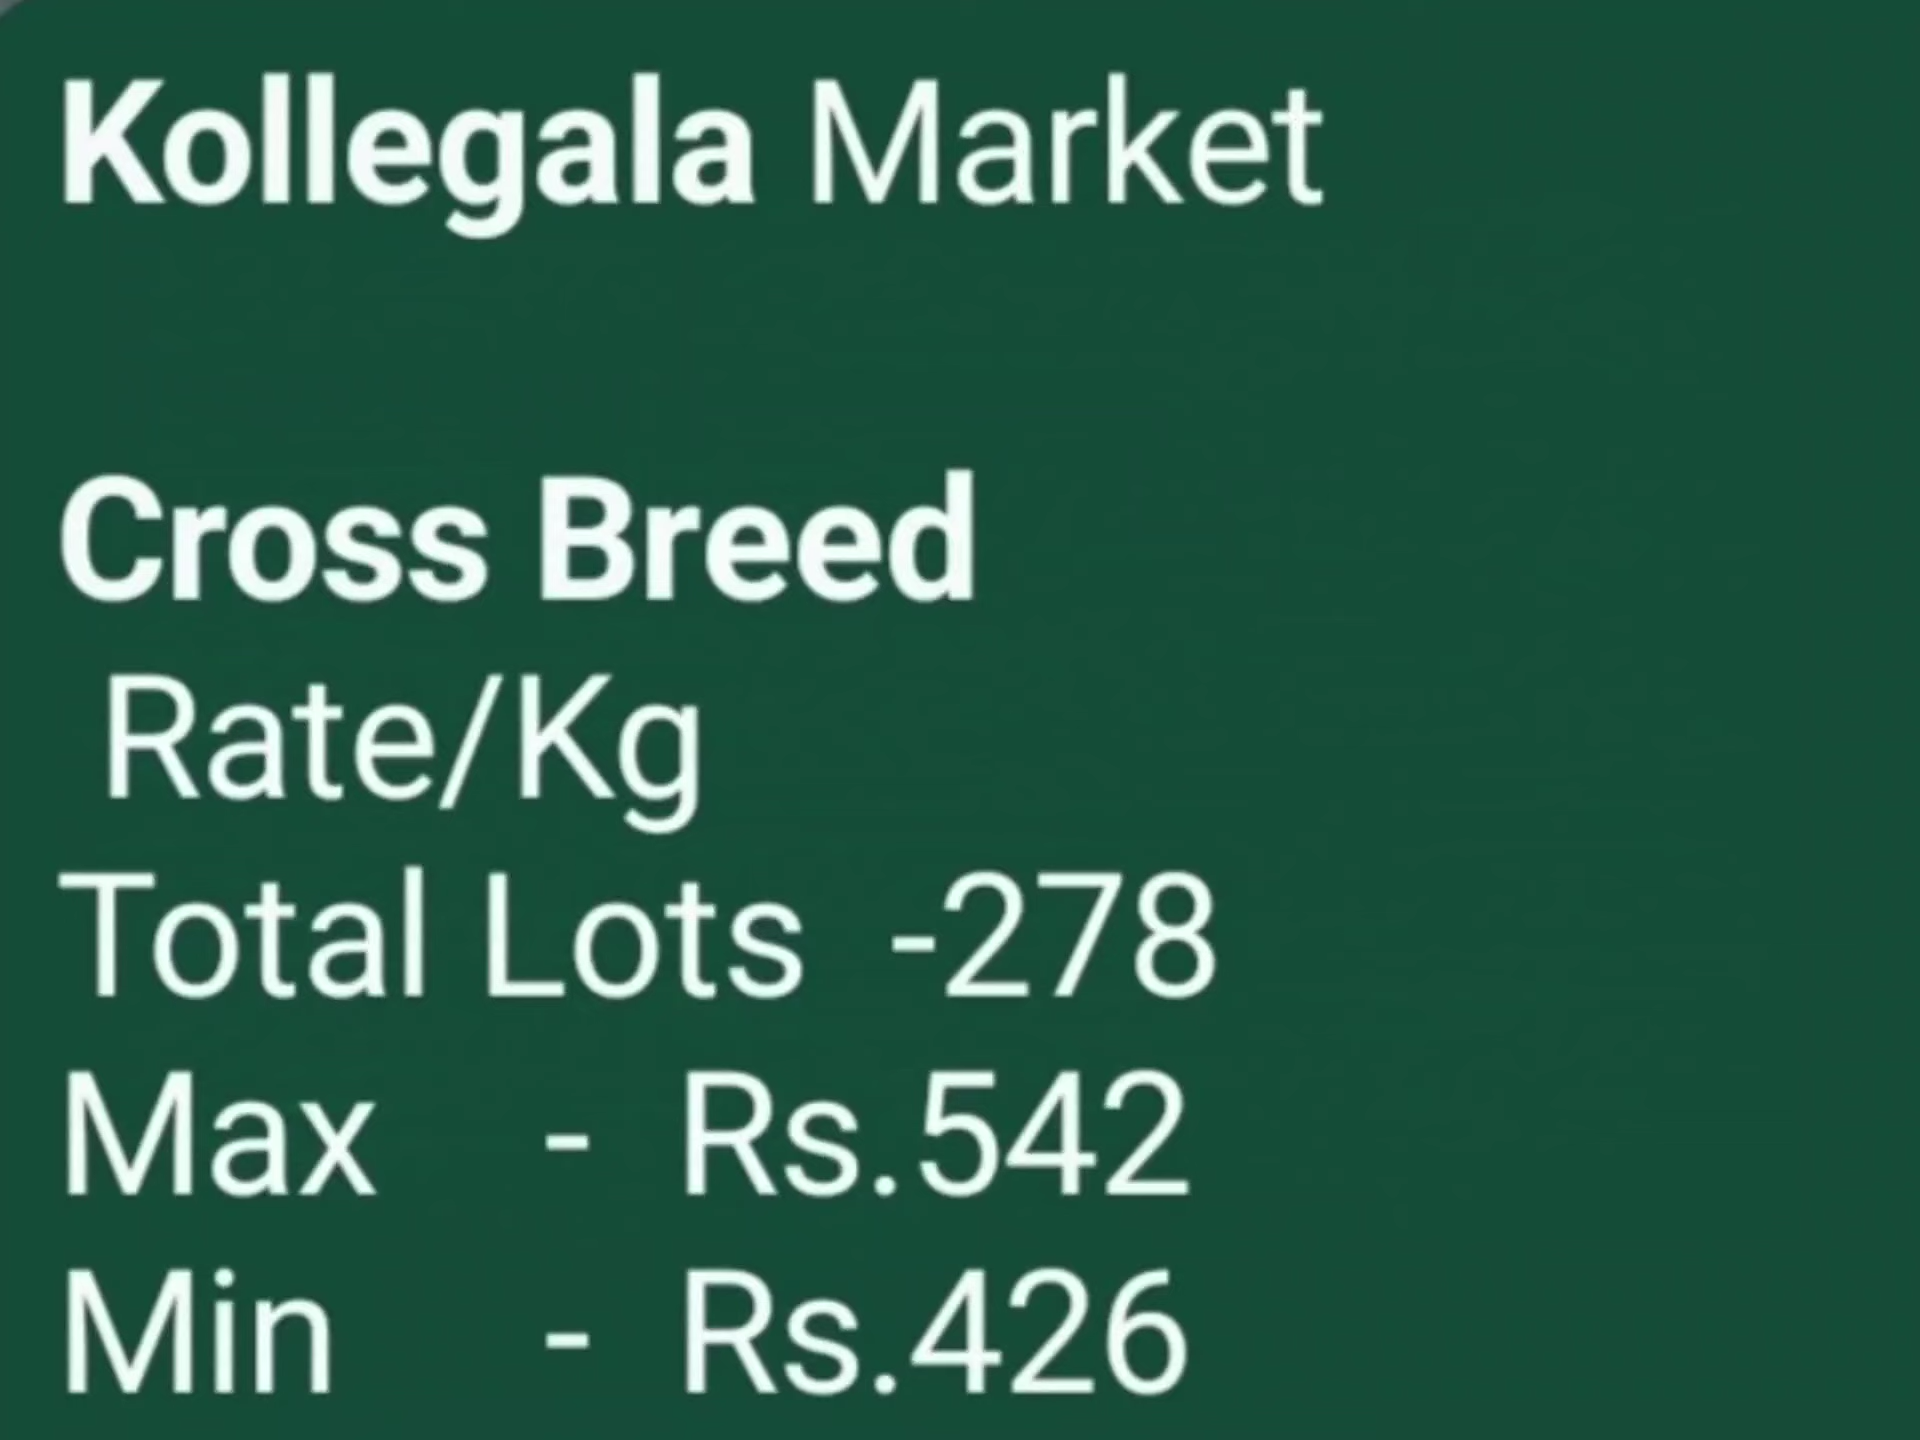 Kollegala Market
Cross Breed
Rate/Kg
Total Lots -278
Max - Rs.542
Min - Rs.426